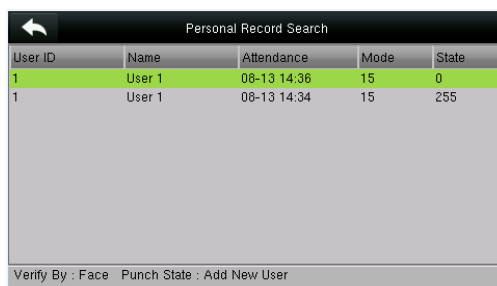 Personal Record Search
User ID Name Attendance Mode State
1 User 1 08-13 14:36 15 0
1 User 1 08-13 14:34 15 255
Verify By : Face Punch State : Add New User